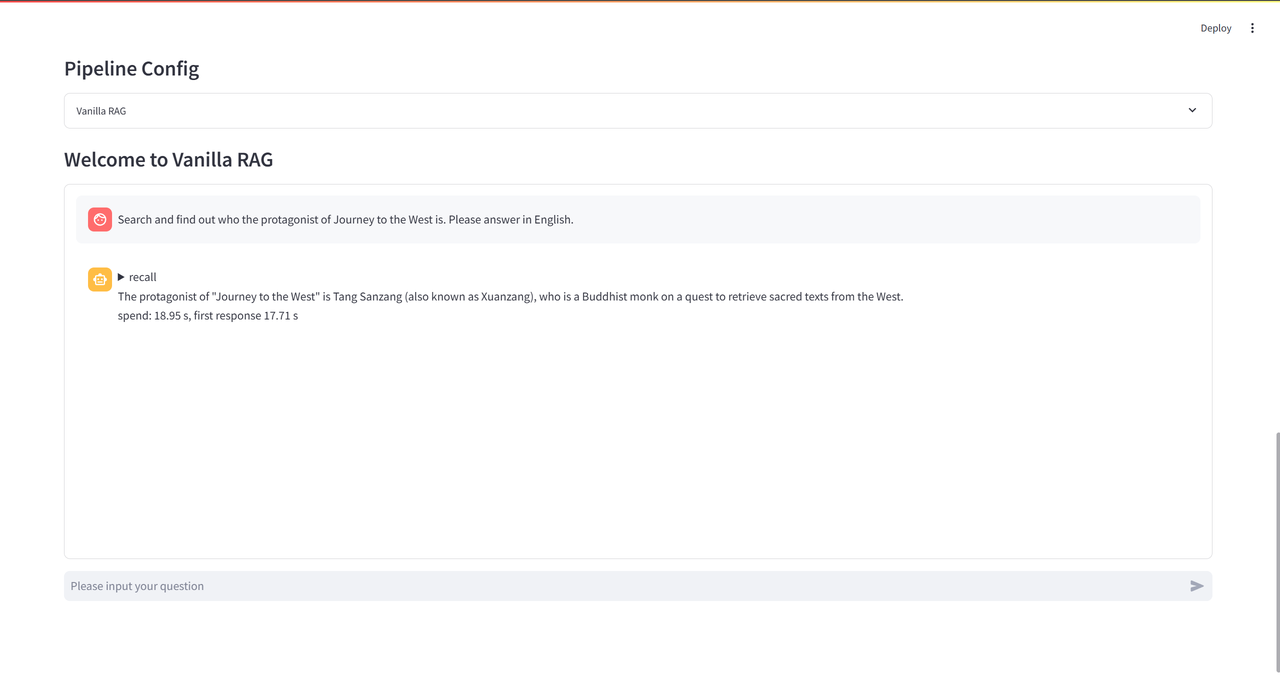 Deploy
Pipeline Config
Vanilla RAG
Welcome to Vanilla RAG
Search and find out who the protagonist of Journey to the West is. Please answer in English.
recall
The protagonist of "Journey to the West" is Tang Sanzang (also known as Xuanzang), who is a Buddhist monk on a quest to retrieve sacred texts from the West.
spend: 18.95 s, first response 17.71 s
Please input your question